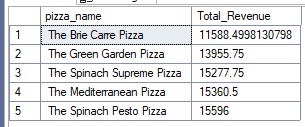 pizza_name Total_Revenue
1 The Brie Carre Pizza 11588.4998130798
2 The Green Garden Pizza 13955.75
3 The Spinach Supreme Pizza 15277.75
4 The Mediterranean Pizza 15360.5
5 The Spinach Pesto Pizza 15596